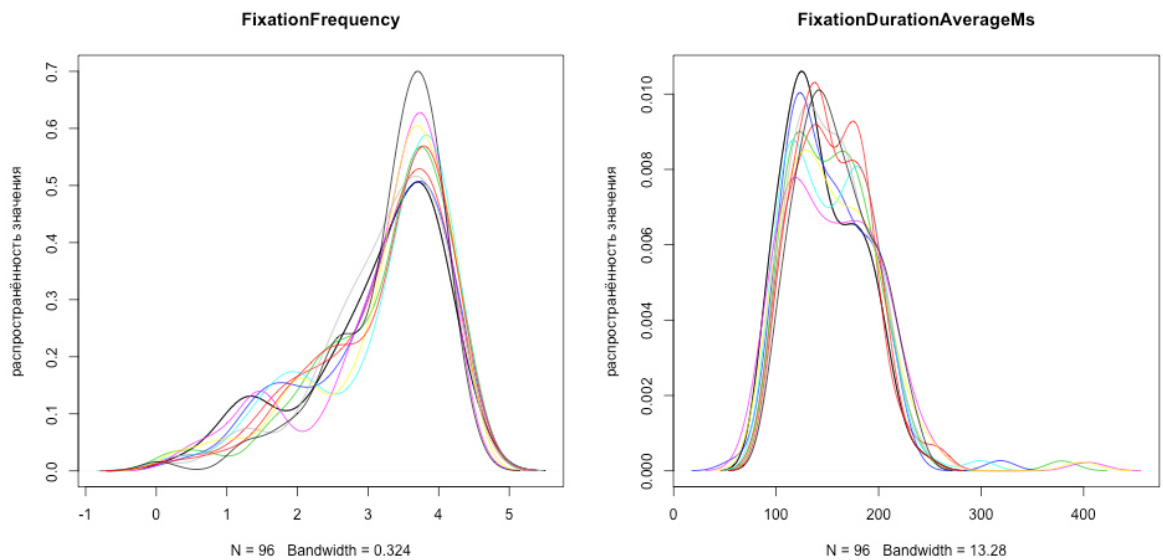 FixationFrequency
распространённость значения
0.0 0.1 0.2 0.3 0.4 0.5 0.6 0.7
-1 0 1 2 3 4 5
N = 96 Bandwidth = 0.324
FixationDurationAverageMs
распространённость значения
0.000 0.002 0.004 0.006 0.008 0.010
0 100 200 300 400
N = 96 Bandwidth = 13.28